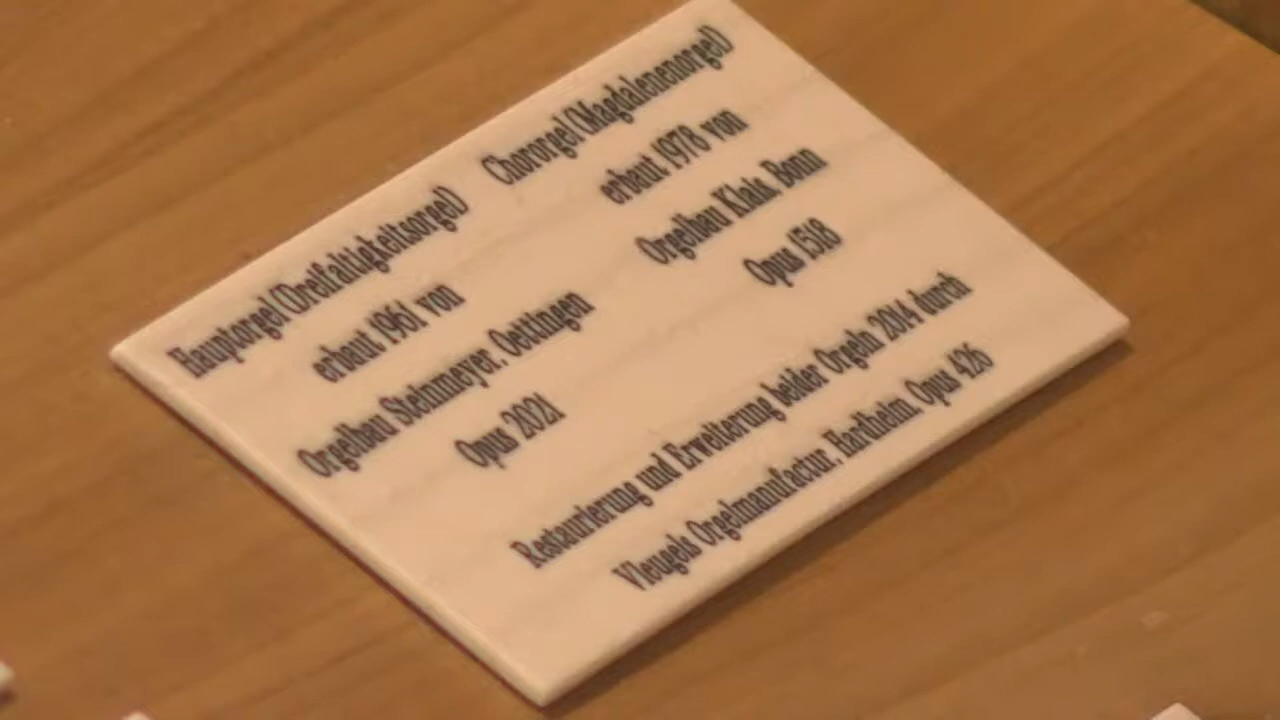 Hauptorgel (Dreifaltigkeitsorgel)
erbaut 1961 von
Orgelbau Steinmeyer, Oettingen
Opus 2021
Chororgel (Magdalenenorgel)
erbaut 1978 von
Orgelbau Klais, Bonn
Opus 1518
Restaurierung und Erweiterung beider Orgeln 2014 durch
Vleugels Orgelmanufactur, Hardheim, Opus 426